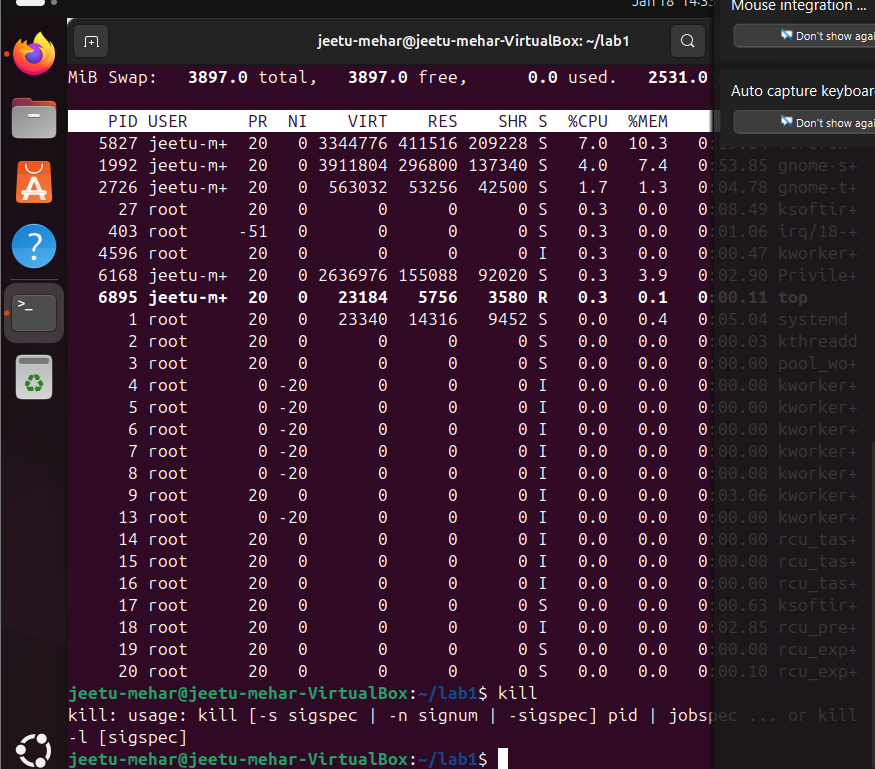 Jan 18 14:3
Mouse integration ...
Don't show agai
jeetu-mehar@jeetu-mehar-VirtualBox: ~/lab1
MiB Swap: 3897.0 total, 3897.0 free, 0.0 used. 2531.0
Auto capture keyboar
Don't show agai
PID USER PR NI VIRT RES SHR S %CPU %MEM
5827 jeetu-m+ 20 0 3344776 411516 209228 S 7.0 10.3
1992 jeetu-m+ 20 0 3911804 296800 137340 S 4.0 7.4 0:53.85 gnome-s+
2726 jeetu-m+ 20 0 563032 53256 42500 S 1.7 1.3 0:04.78 gnome-t+
27 root 20 0 0 0 0 S 0.3 0.0 0:08.49 ksoftir+
403 root -51 0 0 0 0 S 0.3 0.0 0:03.06 irq/18-+
4596 root 20 0 0 0 0 I 0.3 0.0 0:00.47 kworker+
6168 jeetu-m+ 20 0 2636976 155088 92020 S 0.3 3.9 0:02.90 Privile+
6895 jeetu-m+ 20 0 23184 5756 3580 R 0.3 0.1 0:00.11 top
1 root 20 0 23340 14316 9452 S 0.0 0.4 0:05.04 systemd
2 root 20 0 0 0 0 S 0.0 0.0 0:00.03 kthreadd
3 root 20 0 0 0 0 S 0.0 0.0 0:00.00 pool_wo+
4 root 0 -20 0 0 0 I 0.0 0.0 0:00.00 kworker+
5 root 0 -20 0 0 0 I 0.0 0.0 0:00.00 kworker+
6 root 0 -20 0 0 0 I 0.0 0.0 0:00.00 kworker+
7 root 0 -20 0 0 0 I 0.0 0.0 0:00.00 kworker+
8 root 0 -20 0 0 0 I 0.0 0.0 0:00.00 kworker+
9 root 20 0 0 0 0 I 0.0 0.0 0:03.06 kworker+
13 root 0 -20 0 0 0 I 0.0 0.0 0:00.00 kworker+
14 root 20 0 0 0 0 I 0.0 0.0 0:00.00 rcu_tas+
15 root 20 0 0 0 0 I 0.0 0.0 0:00.00 rcu_tas+
16 root 20 0 0 0 0 I 0.0 0.0 0:00.00 rcu_tas+
17 root 20 0 0 0 0 S 0.0 0.0 0:00.63 ksoftir+
18 root 20 0 0 0 0 I 0.0 0.0 0:02.85 rcu_pre+
19 root 20 0 0 0 0 S 0.0 0.0 0:00.00 rcu_exp+
20 root 20 0 0 0 0 S 0.0 0.0 0:00.10 rcu_exp+
jeetu-mehar@jeetu-mehar-VirtualBox:~/lab1$ kill
kill: usage: kill [-s sigspec | -n signum | -sigspec] pid | jobspec ... or kill
-l [sigspec]
jeetu-mehar@jeetu-mehar-VirtualBox:~/lab1$